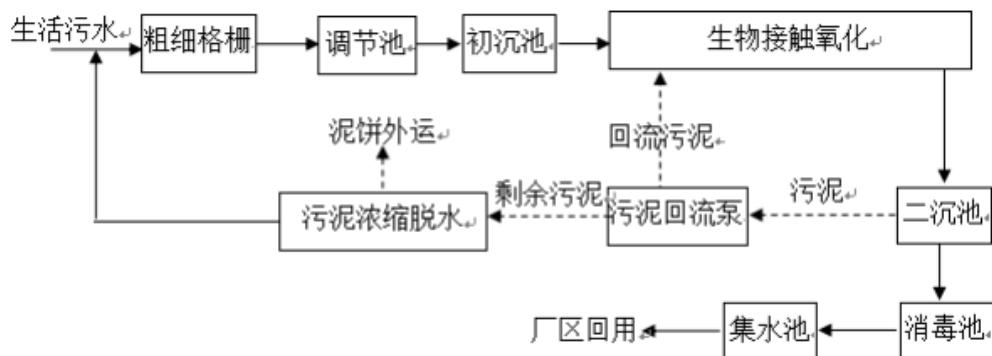 生活污水
粗细格栅
调节池
初沉池
生物接触氧化
泥饼外运
回流污泥
污泥浓缩脱水
剩余污泥
污泥回流泵
污泥
二沉池
厂区回用
集水池
消毒池